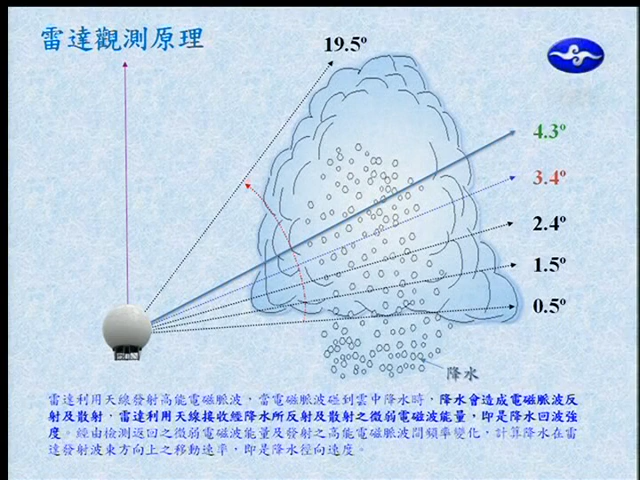 雷達觀測原理
19.5º
4.3º
3.4º
2.4º
1.5º
0.5º
降水
雷達利用天線發射高能電磁脈波，當電磁脈波碰到雲中降水時，降水會造成電磁脈波反
射及散射，雷達利用天線接收經降水所反射及散射之微弱電磁波能量，即是降水回波強
度。經由檢測返回之微弱電磁波能量及發射之高能電磁脈波間頻率變化，計算降水在雷
達發射波束方向上之移動速率，即是降水徑向速度。